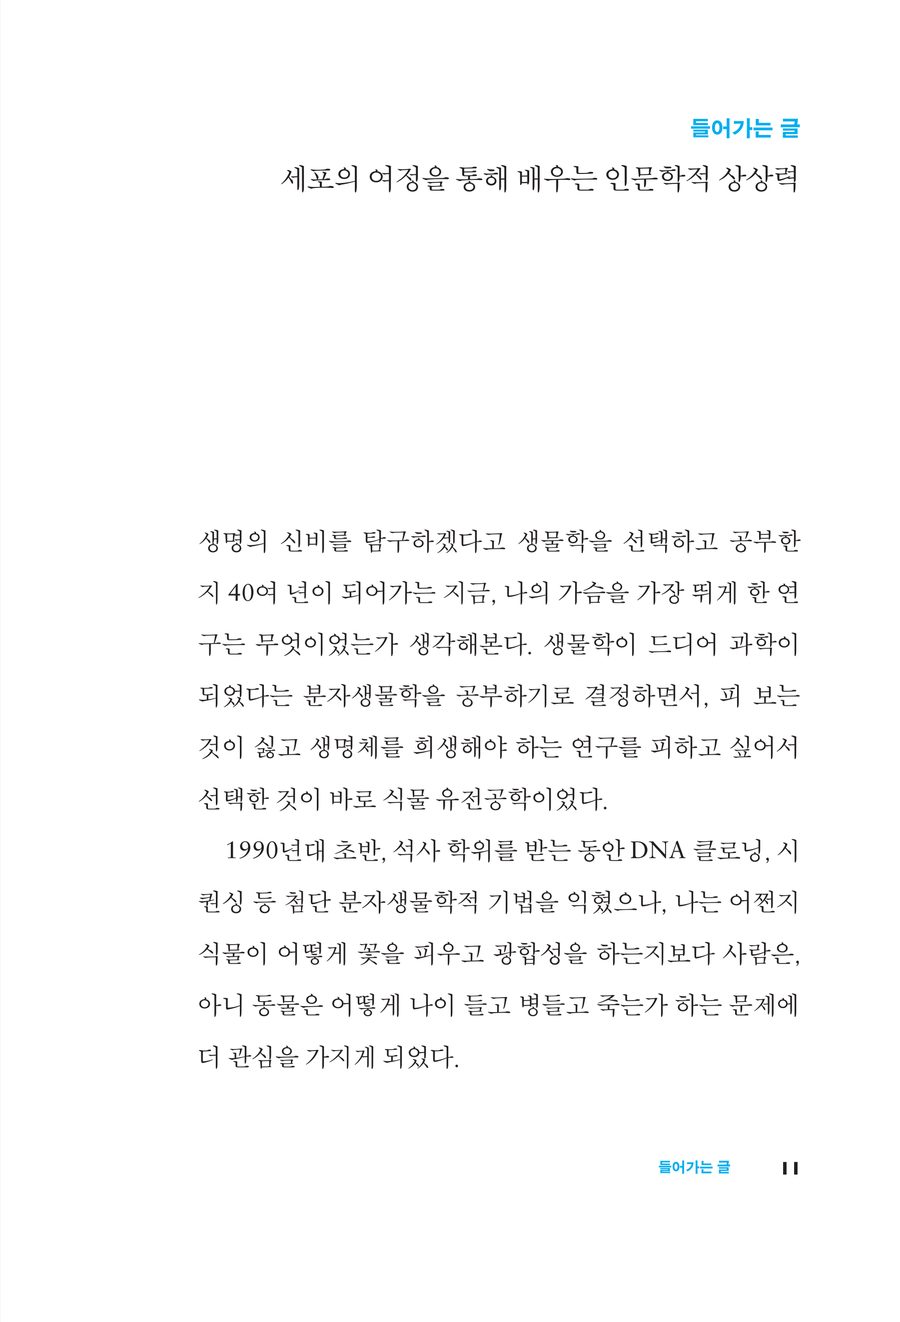 들어가는 글
세포의 여정을 통해 배우는 인문학적 상상력
생명의 신비를 탐구하겠다고 생물학을 선택하고 공부한
지 40여 년이 되어가는 지금, 나의 가슴을 가장 뛰게 한 연
구는 무엇이었는가 생각해본다. 생물학이 드디어 과학이
되었다는 분자생물학을 공부하기로 결정하면서, 피 보는
것이 싫고 생명체를 희생해야 하는 연구를 피하고 싶어서
선택한 것이 바로 식물 유전공학이었다.
1990년대 초반, 석사 학위를 받는 동안 DNA 클로닝, 시
퀀싱 등 첨단 분자생물학적 기법을 익혔으나, 나는 어쩐지
식물이 어떻게 꽃을 피우고 광합성을 하는지보다 사람은,
아니 동물은 어떻게 나이 들고 병들고 죽는가 하는 문제에
더 관심을 가지게 되었다.
들어가는 글 11